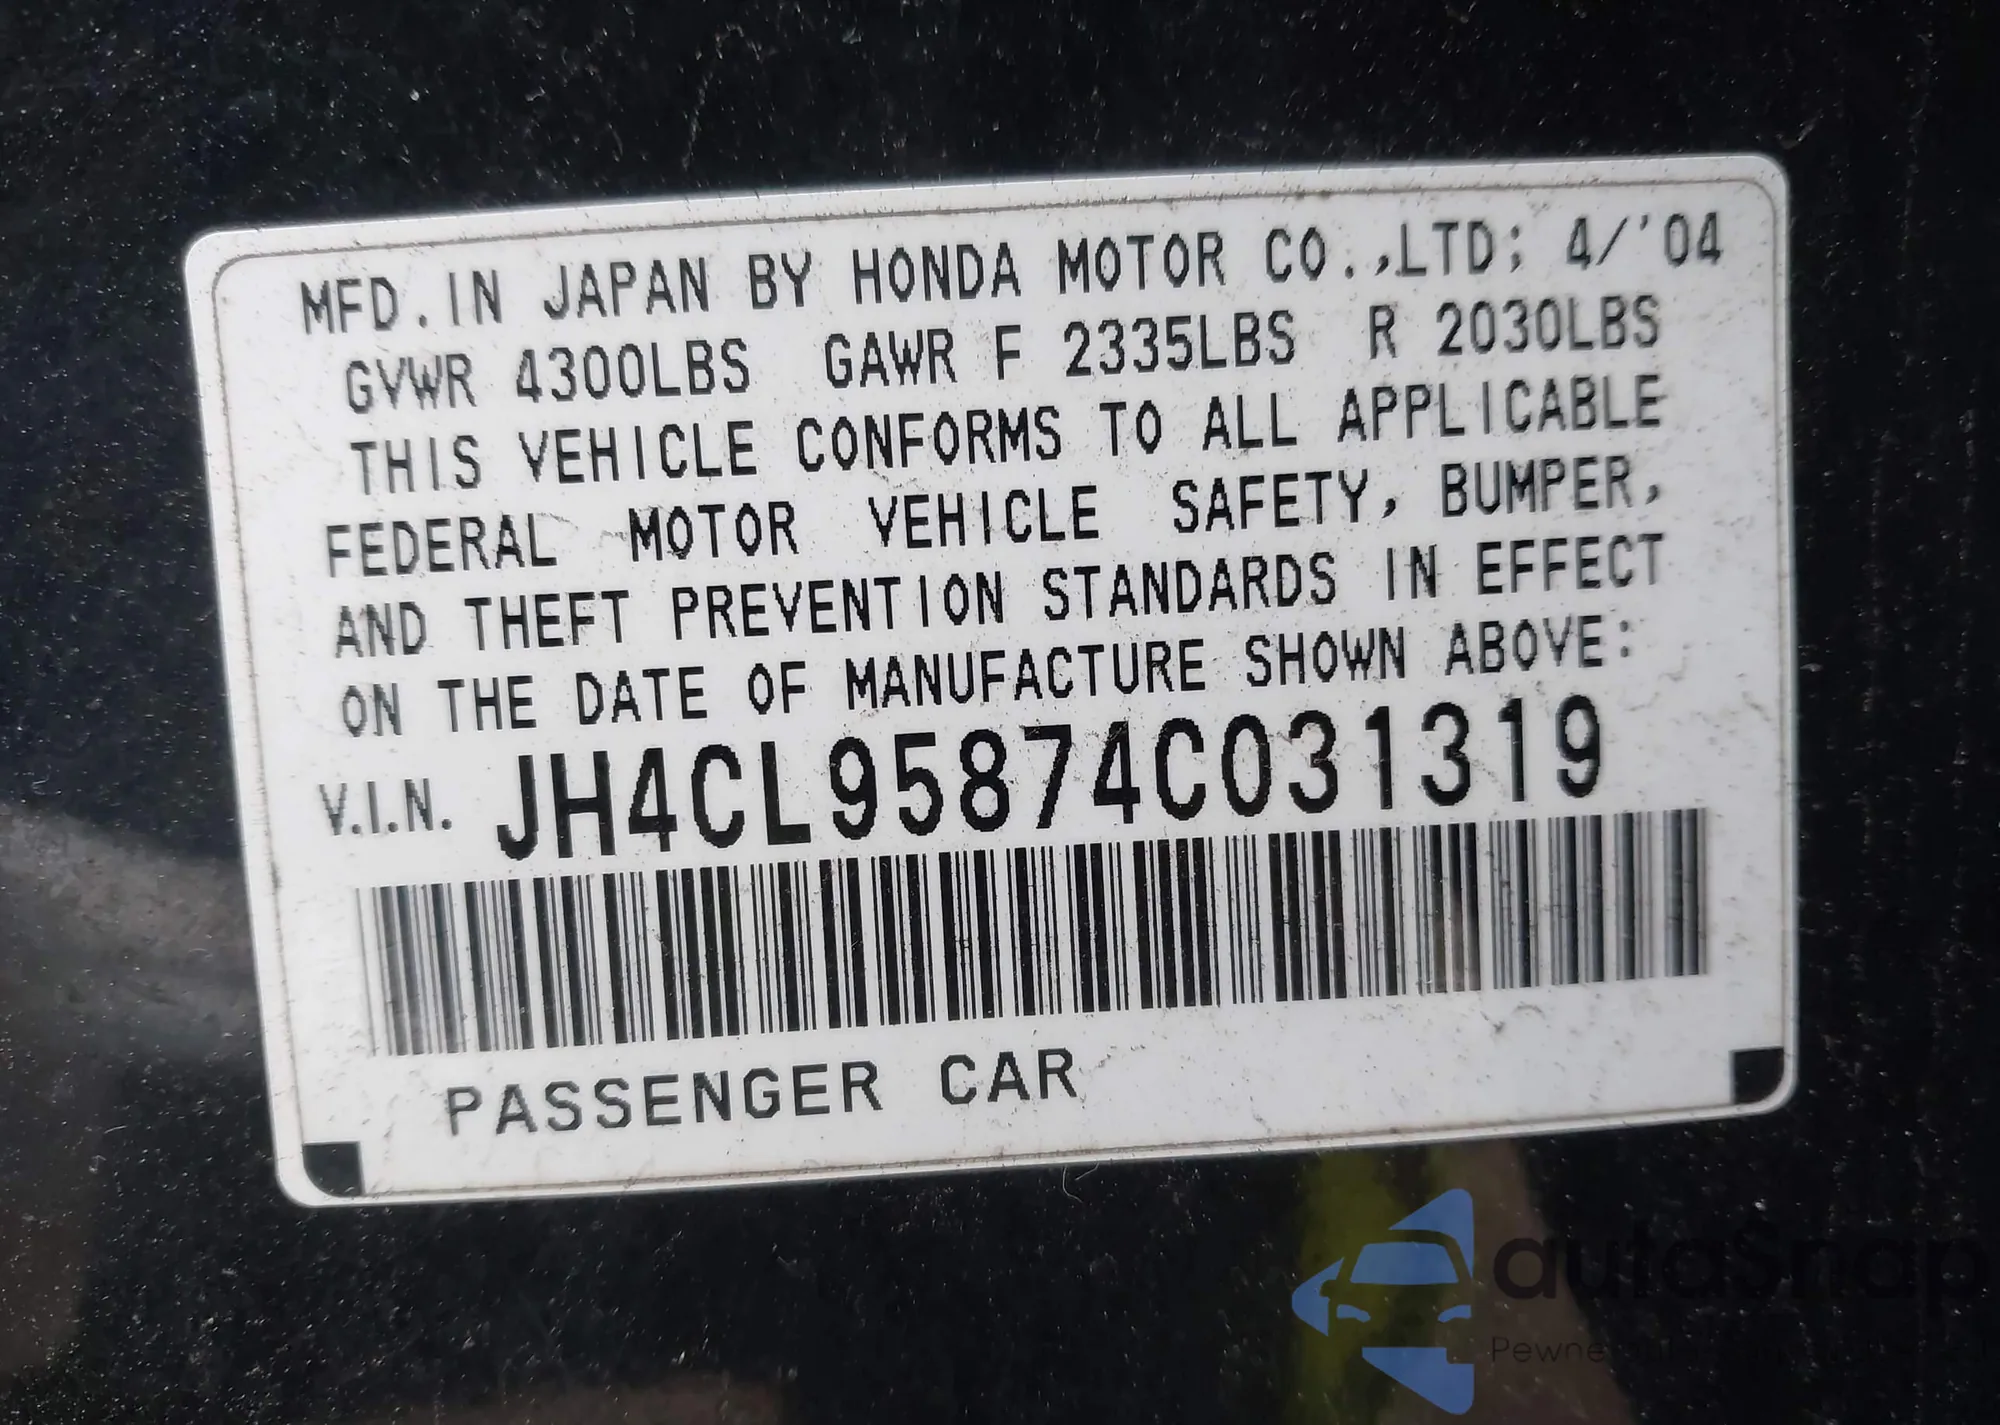 MFD. IN JAPAN BY HONDA MOTOR CO.,LTD; 4/'04
GVWR 4300LBS GAWR F 2335LBS R 2030LBS
THIS VEHICLE CONFORMS TO ALL APPLICABLE
FEDERAL MOTOR VEHICLE SAFETY, BUMPER,
AND THEFT PREVENTION STANDARDS IN EFFECT
ON THE DATE OF MANUFACTURE SHOWN ABOVE:
V.I.N. JH4CL95874C031319
PASSENGER CAR
autoSnap